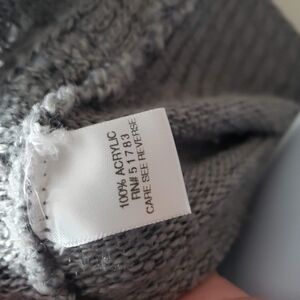 100% ACRYLIC
RN# 51783
CARE SEE REVERSE